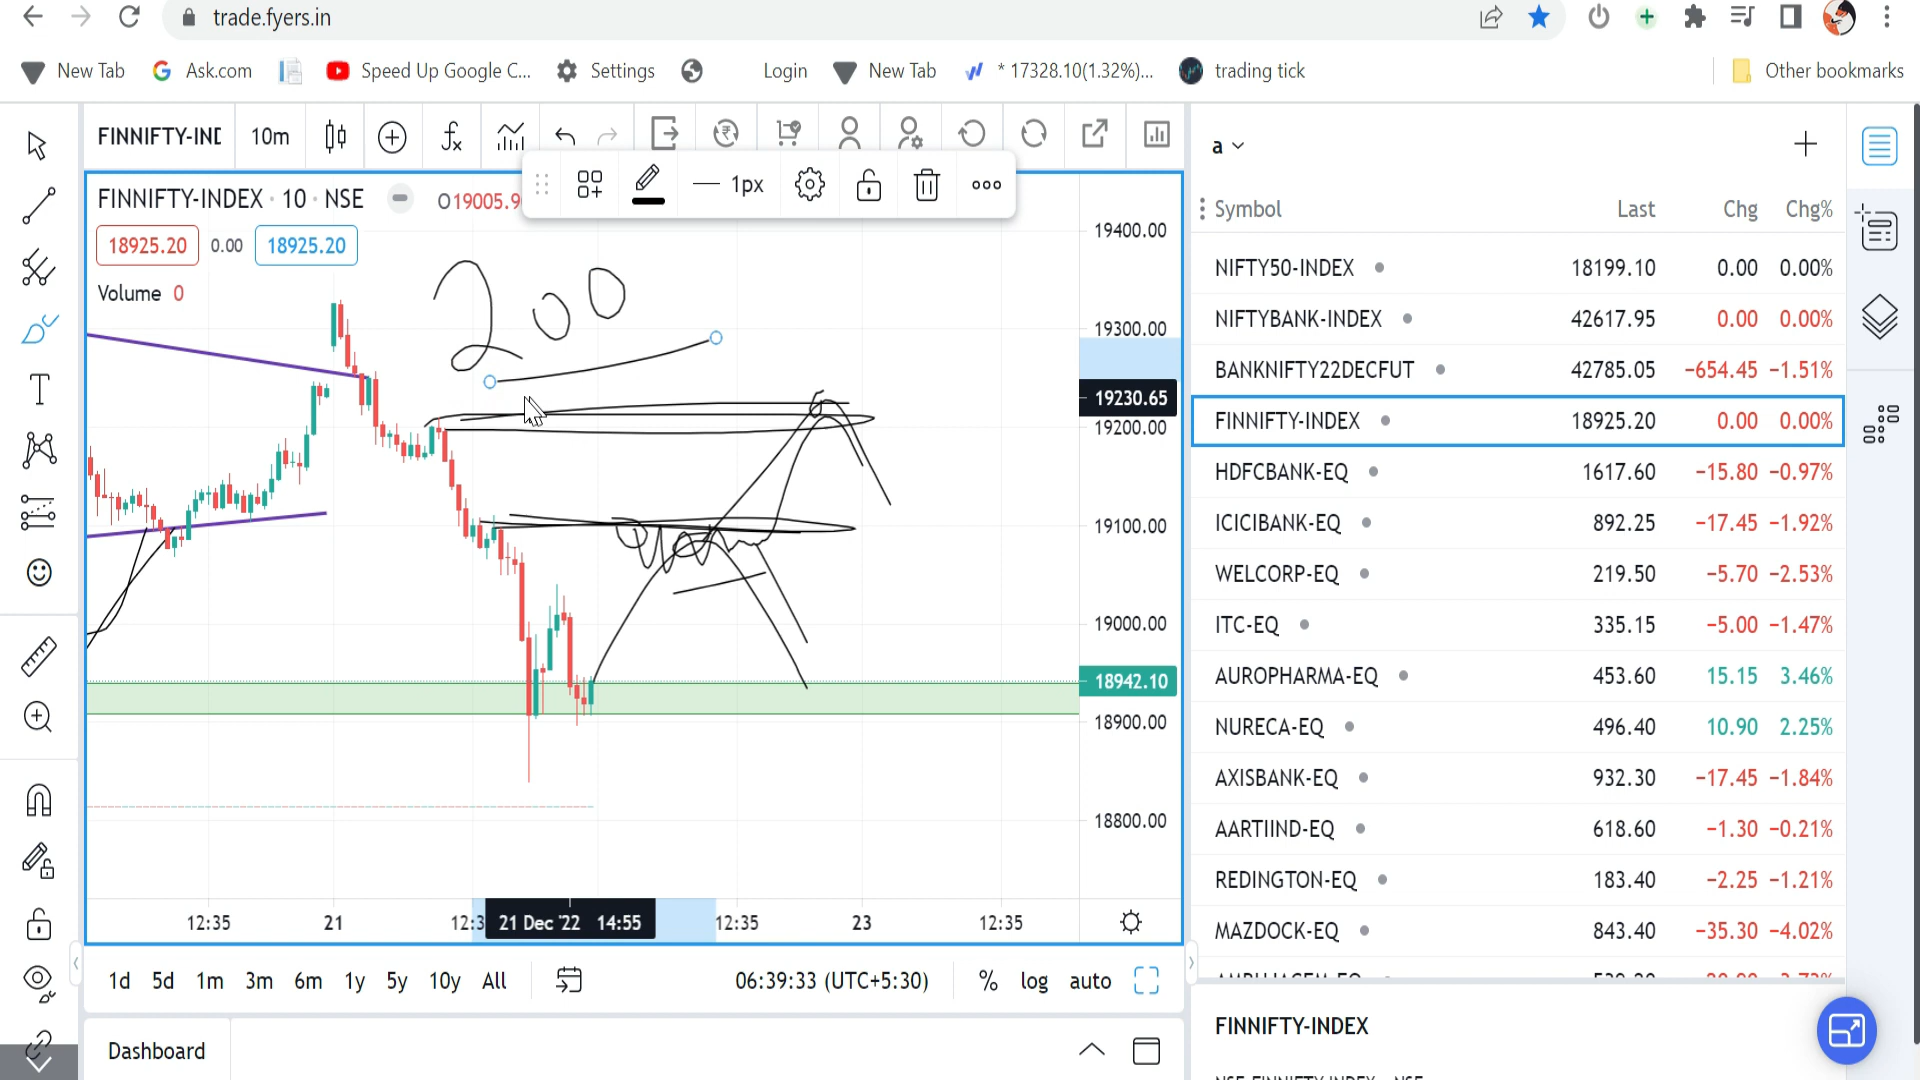 trade.fyers.in
New Tab Ask.com Speed Up Google C... Settings Login New Tab * 17328.10(1.32%)... trading tick Other bookmarks
FINNIFTY-IND 10m
1px
FINNIFTY-INDEX · 10 · NSE O19005.9
18925.20 0.00 18925.20
Volume 0
200
19400.00
19300.00
19230.65
19200.00
19100.00
19000.00
18942.10
18900.00
18800.00
12:35 21 12:3 21 Dec '22 14:55 12:35 23 12:35
1d 5d 1m 3m 6m 1y 5y 10y All 06:39:33 (UTC+5:30) % log auto
Dashboard
a
Symbol Last Chg Chg%
NIFTY50-INDEX 18199.10 0.00 0.00%
NIFTYBANK-INDEX 42617.95 0.00 0.00%
BANKNIFTY22DECFUT 42785.05 −654.45 −1.51%
FINNIFTY-INDEX 18925.20 0.00 0.00%
HDFCBANK-EQ 1617.60 −15.80 −0.97%
ICICIBANK-EQ 892.25 −17.45 −1.92%
WELCORP-EQ 219.50 −5.70 −2.53%
ITC-EQ 335.15 −5.00 −1.47%
AUROPHARMA-EQ 453.60 15.15 3.46%
NURECA-EQ 496.40 10.90 2.25%
AXISBANK-EQ 932.30 −17.45 −1.84%
AARTIIND-EQ 618.60 −1.30 −0.21%
REDINGTON-EQ 183.40 −2.25 −1.21%
MAZDOCK-EQ 843.40 −35.30 −4.02%
FINNIFTY-INDEX